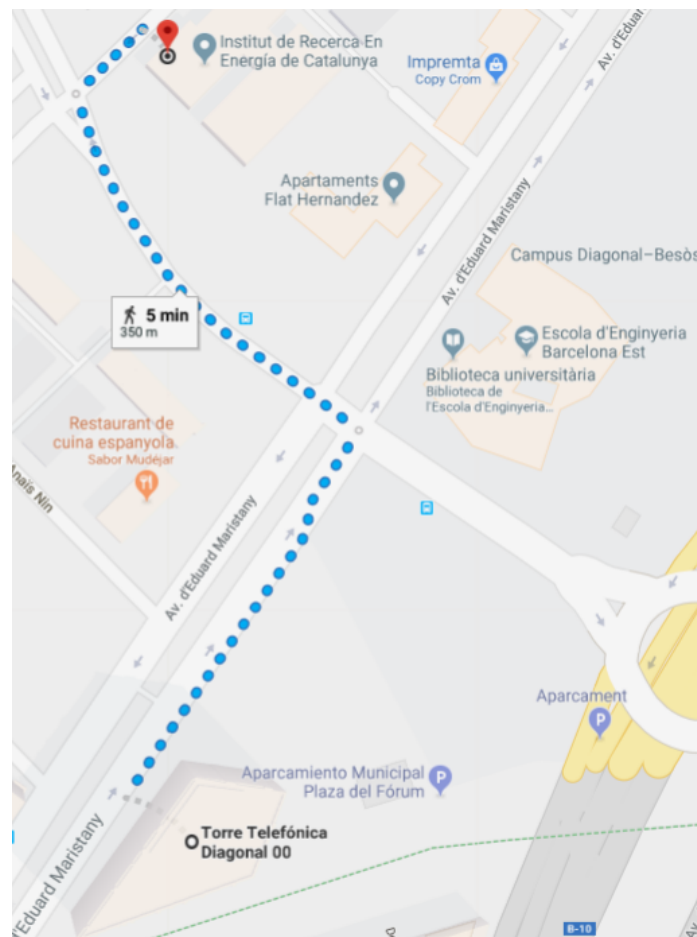 Institut de Recerca En
Energía de Catalunya
Impremta
Copy Crom
Av. d'Eduar
Apartaments
Flat Hernandez
Av. d'Eduard Maristany
Campus Diagonal-Besòs
5 min
350 m
Escola d'Enginyeria
Barcelona Est
Biblioteca universitària
Biblioteca de
l'Escola d'Enginyeria...
Restaurant de
cuina espanyola.
Sabor Mudéjar
Anaïs Nin
Av. d'Eduard Maristany
Aparcament
P
Aparcamiento Municipal
Plaza del Fórum
P
Torre Telefónica
Diagonal 00
d'Eduard Maristany
B-10